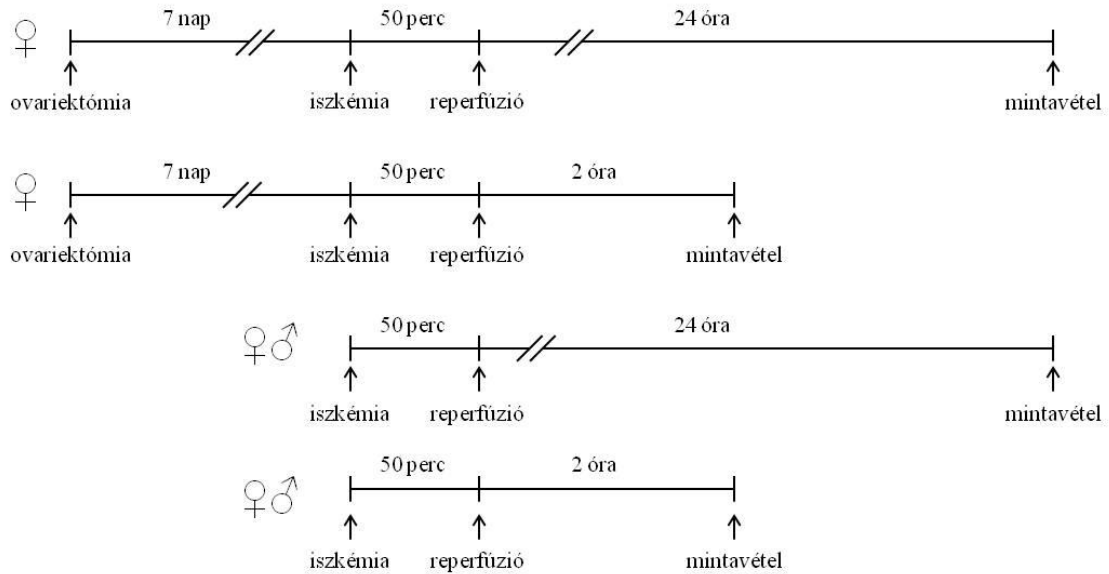 ♀ 7 nap 50 perc 24 óra
ovariektómia iszkémia reperfúzió mintavétel
♀ 7 nap 50 perc 2 óra
ovariektómia iszkémia reperfúzió mintavétel
♀♂ 50 perc 24 óra
iszkémia reperfúzió mintavétel
♀♂ 50 perc 2 óra
iszkémia reperfúzió mintavétel